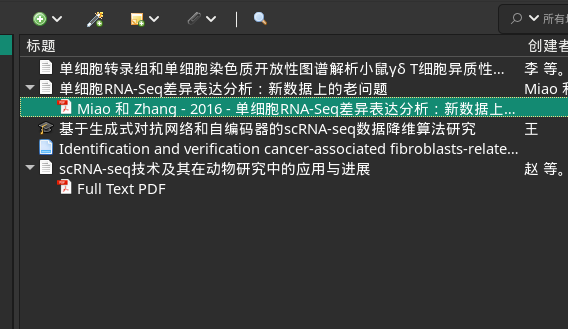 所有
标题 创建者
单细胞转录组和单细胞染色质开放性图谱解析小鼠γδ T细胞异质性... 李 等。
单细胞RNA-Seq差异表达分析：新数据上的老问题 Miao 和
Miao 和 Zhang - 2016 - 单细胞RNA-Seq差异表达分析：新数据上...
基于生成式对抗网络和自编码器的scRNA-seq数据降维算法研究 王
Identification and verification cancer-associated fibroblasts-relate...
scRNA-seq技术及其在动物研究中的应用与进展 赵 等。
Full Text PDF